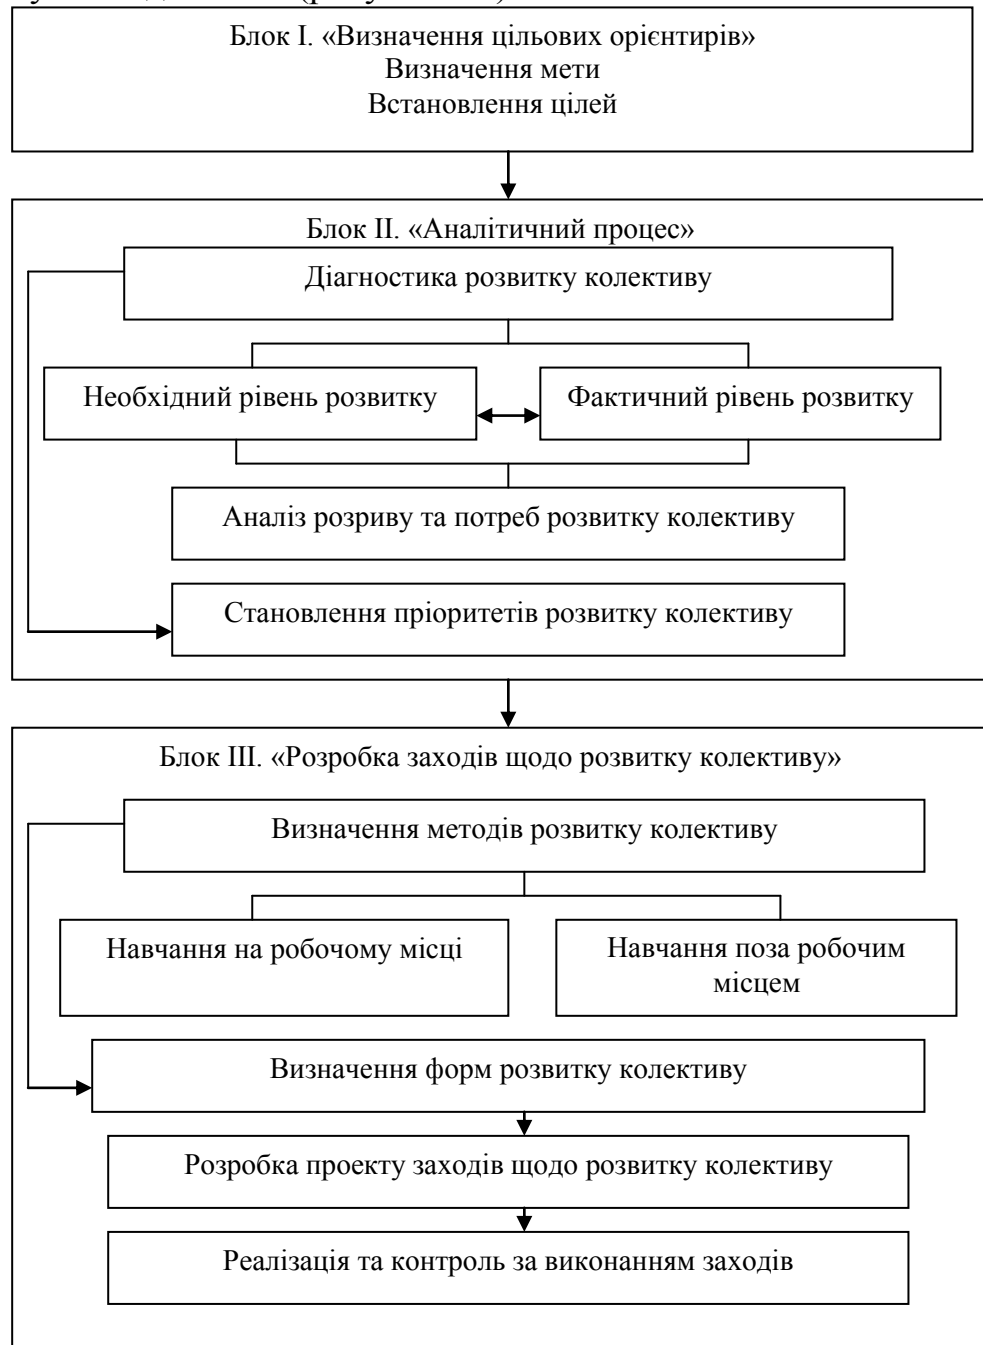 Блок І. «Визначення цільових орієнтирів»
Визначення мети
Встановлення цілей
Блок ІІ. «Аналітичний процес»
Діагностика розвитку колективу
Необхідний рівень розвитку
Фактичний рівень розвитку
Аналіз розриву та потреб розвитку колективу
Становлення пріоритетів розвитку колективу
Блок ІІІ. «Розробка заходів щодо розвитку колективу»
Визначення методів розвитку колективу
Навчання на робочому місці
Навчання поза робочим
місцем
Визначення форм розвитку колективу
Розробка проекту заходів щодо розвитку колективу
Реалізація та контроль за виконанням заходів